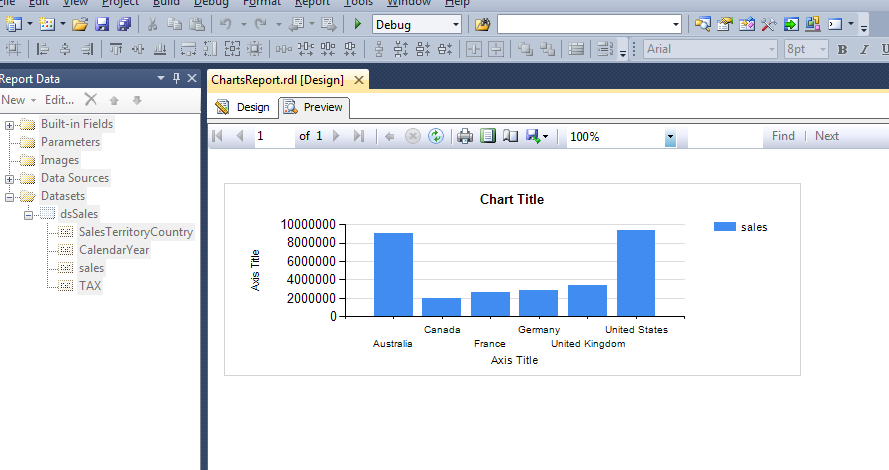 File Edit View Project Build Debug Format Report Tools Window Help
Debug
Arial 8pt B I U
Report Data
ChartsReport.rdl [Design]
New Edit...
Design Preview
1 of 1 100% Find | Next
Built-in Fields
Parameters
Images
Data Sources
Datasets
dsSales
SalesTerritoryCountry
CalendarYear
sales
TAX
Chart Title
sales
Axis Title
10000000
8000000
6000000
4000000
2000000
0
Canada Germany United States
Australia France United Kingdom
Axis Title